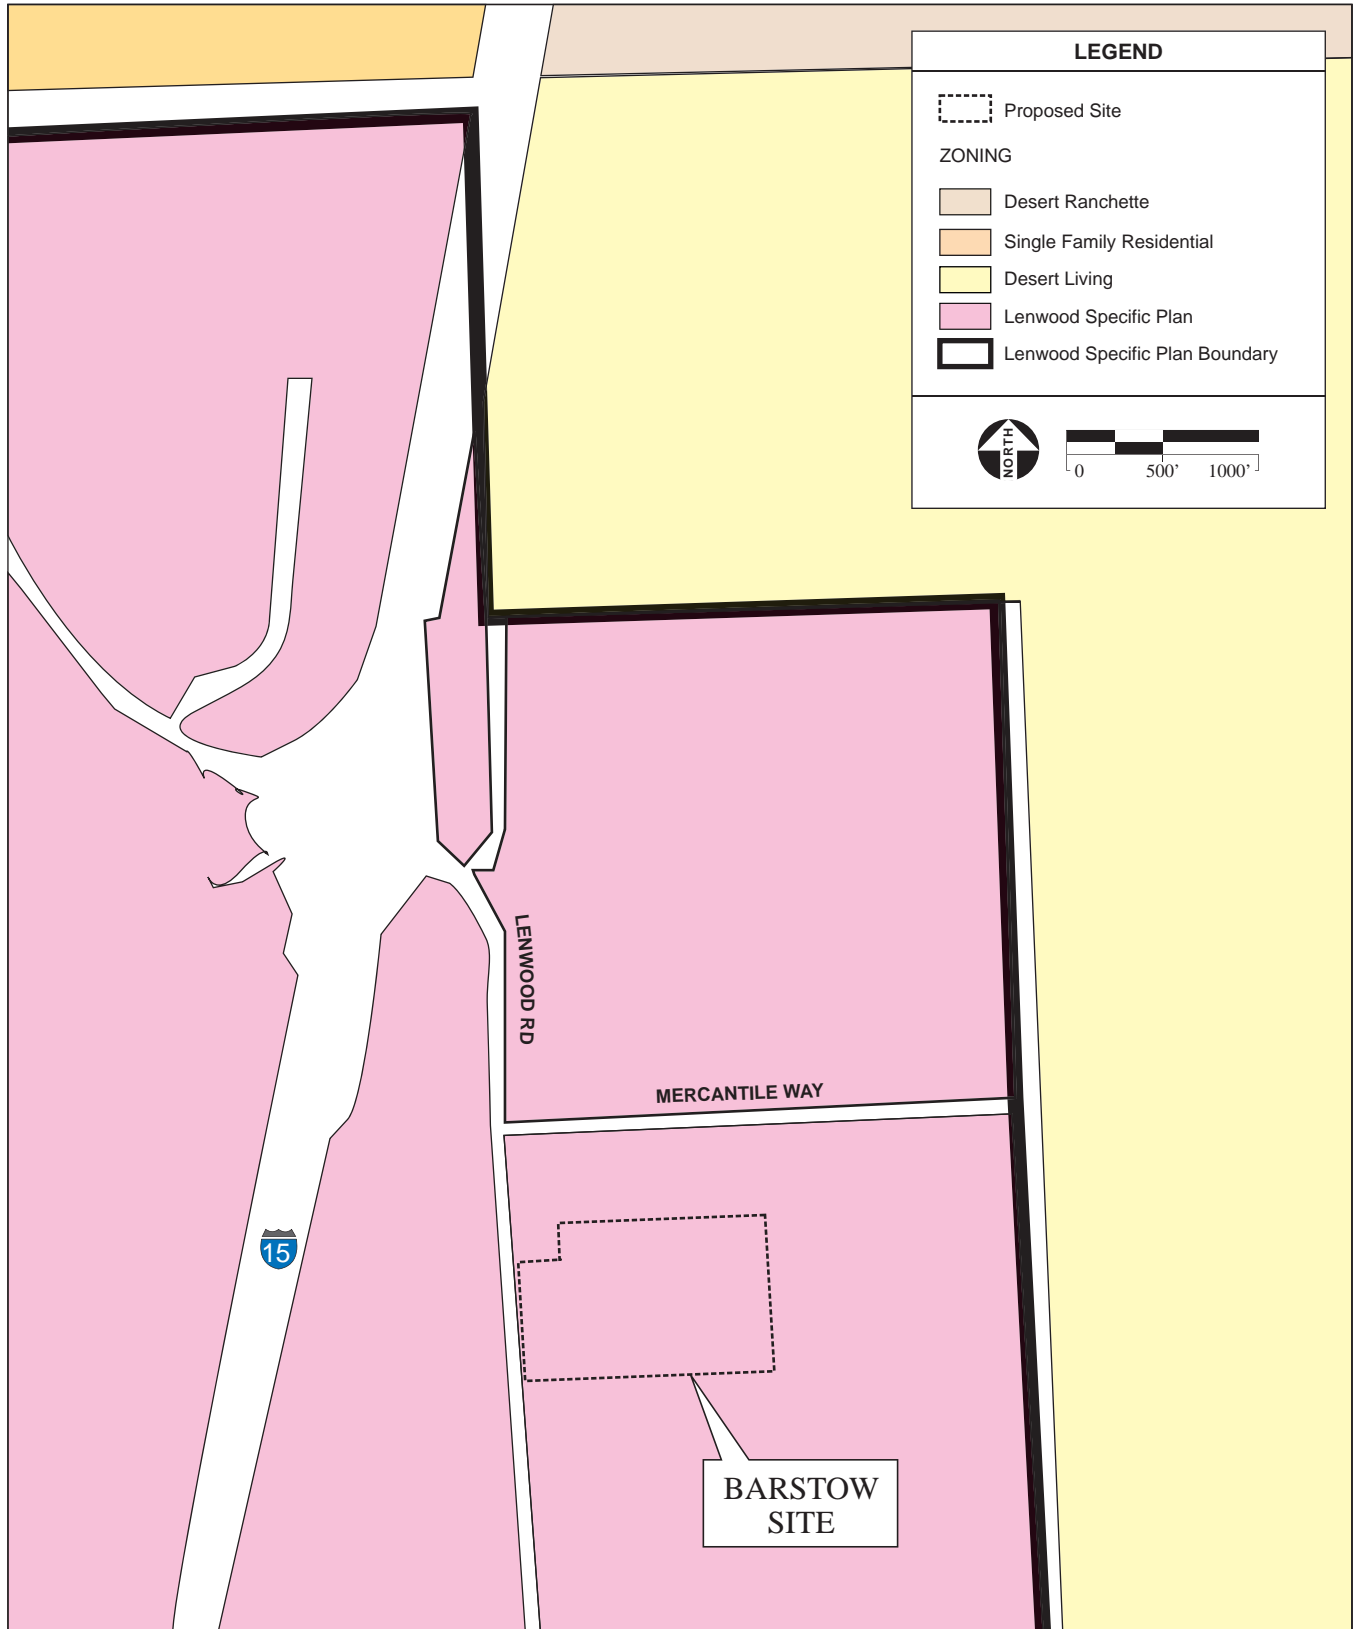 LEGEND
Proposed Site
ZONING
Desert Ranchette
Single Family Residential
Desert Living
Lenwood Specific Plan
Lenwood Specific Plan Boundary
NORTH
0 500’ 1000’
LENWOOD RD
MERCANTILE WAY
15
BARSTOW
SITE